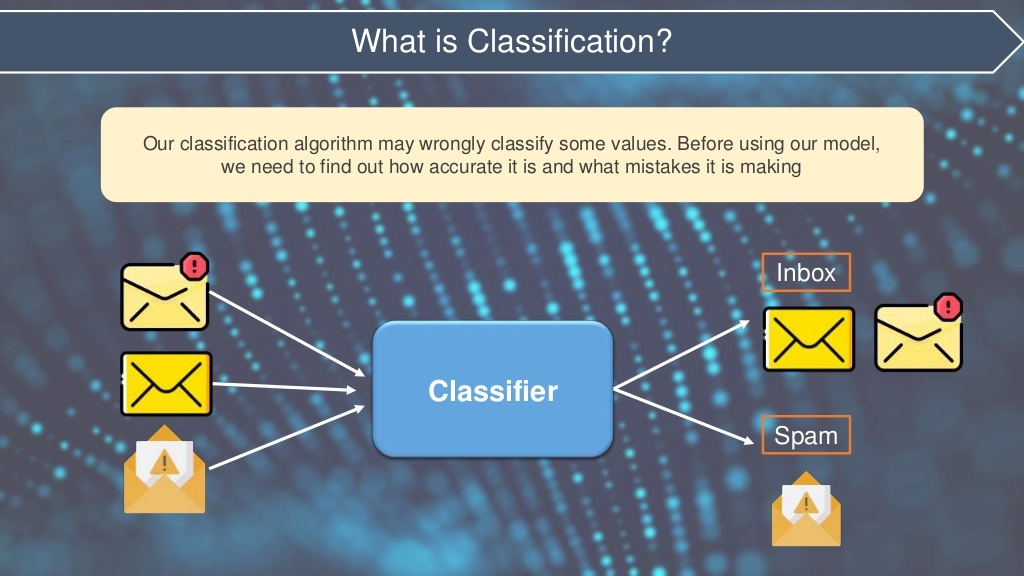 What is Classification?
Our classification algorithm may wrongly classify some values. Before using our model,
we need to find out how accurate it is and what mistakes it is making
Inbox
Classifier
Spam